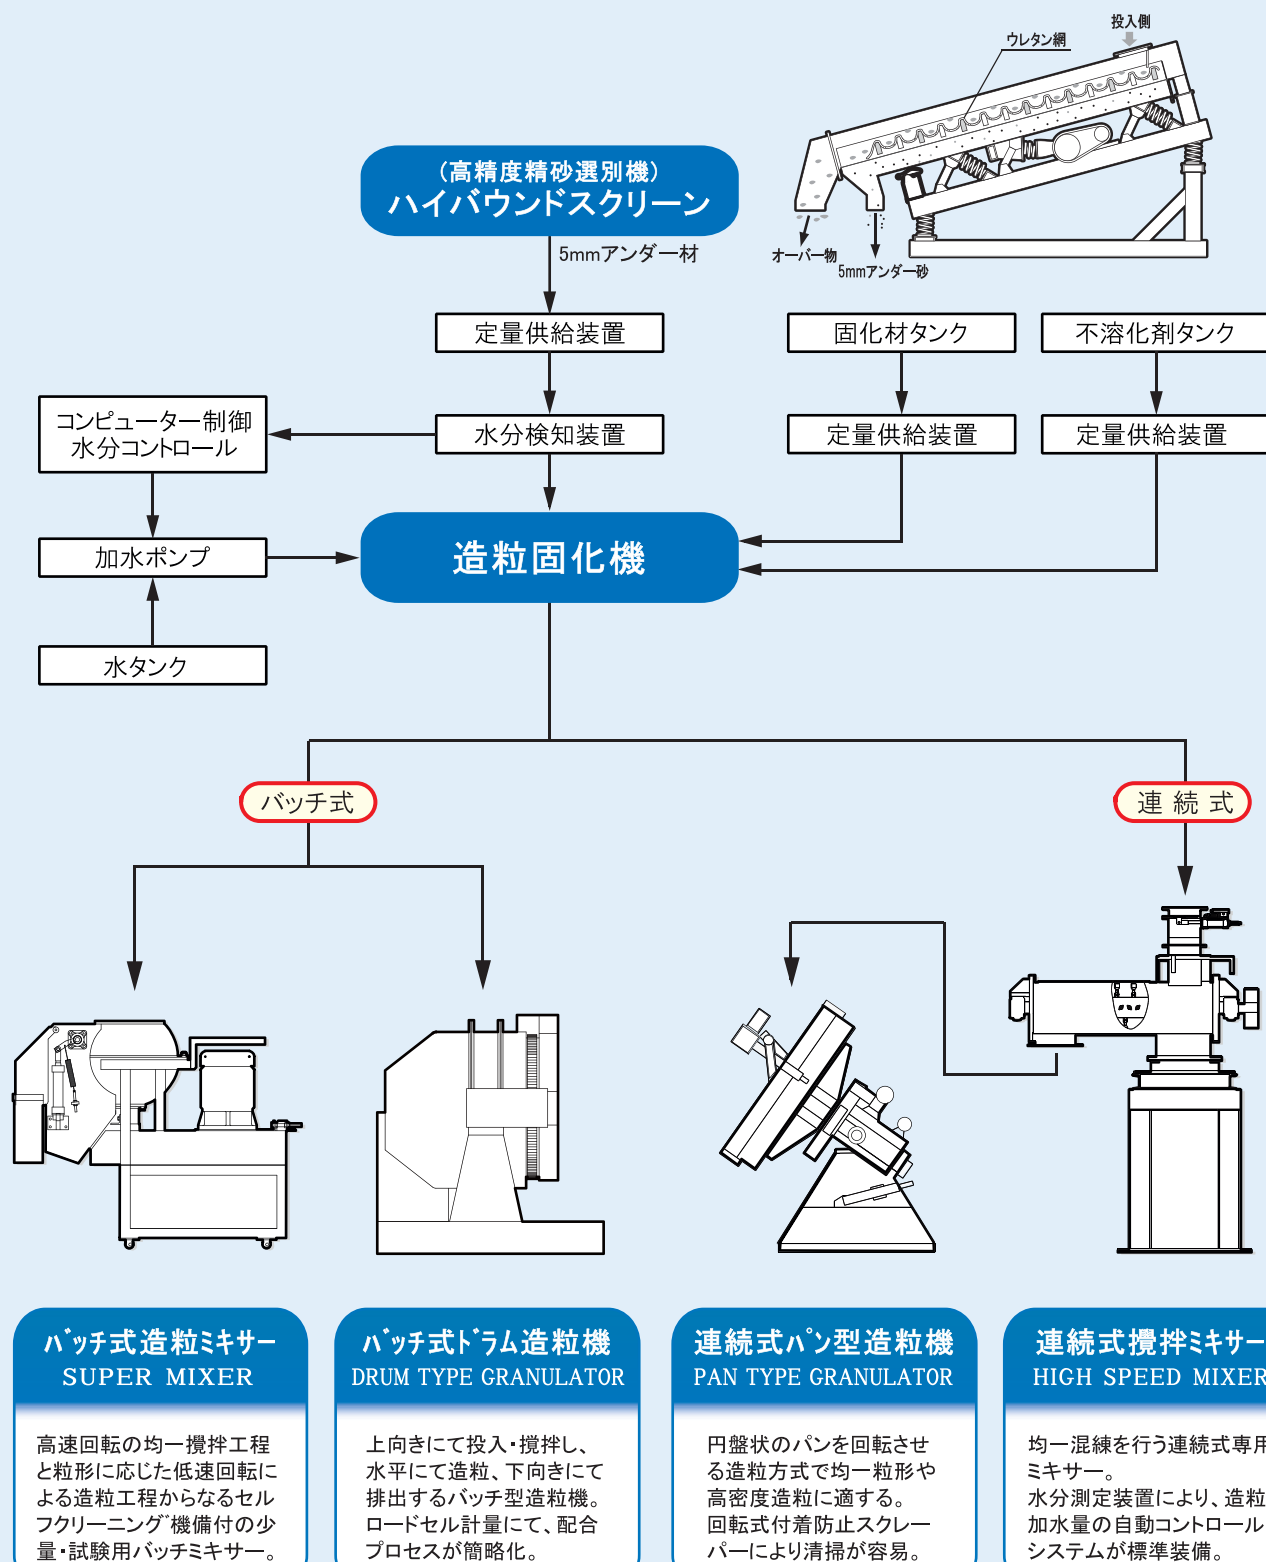 投入側
ウレタン網
オーバー物
5mmアンダー砂
(高精度精砂選別機)
ハイバウンドスクリーン
5mmアンダー材
定量供給装置
固化材タンク
不溶化剤タンク
コンピューター制御
水分コントロール
水分検知装置
定量供給装置
定量供給装置
加水ポンプ
造粒固化機
水タンク
バッチ式
連続式
バッチ式造粒ミキサー
SUPER MIXER
高速回転の均一攪拌工程
と粒形に応じた低速回転に
よる造粒工程からなるセル
フクリーニング機備付の少
量・試験用バッチミキサー。
バッチ式ドラム造粒機
DRUM TYPE GRANULATOR
上向きにて投入・攪拌し、
水平にて造粒、下向きにて
排出するバッチ型造粒機。
ロードセル計量にて、配合
プロセスが簡略化。
連続式パン型造粒機
PAN TYPE GRANULATOR
円盤状のパンを回転させ
る造粒方式で均一粒形や
高密度造粒に適する。
回転式付着防止スクレー
パーにより清掃が容易。
連続式攪拌ミキサー
HIGH SPEED MIXER
均一混練を行う連続式専用
ミキサー。
水分測定装置により、造粒
加水量の自動コントロール
システムが標準装備。